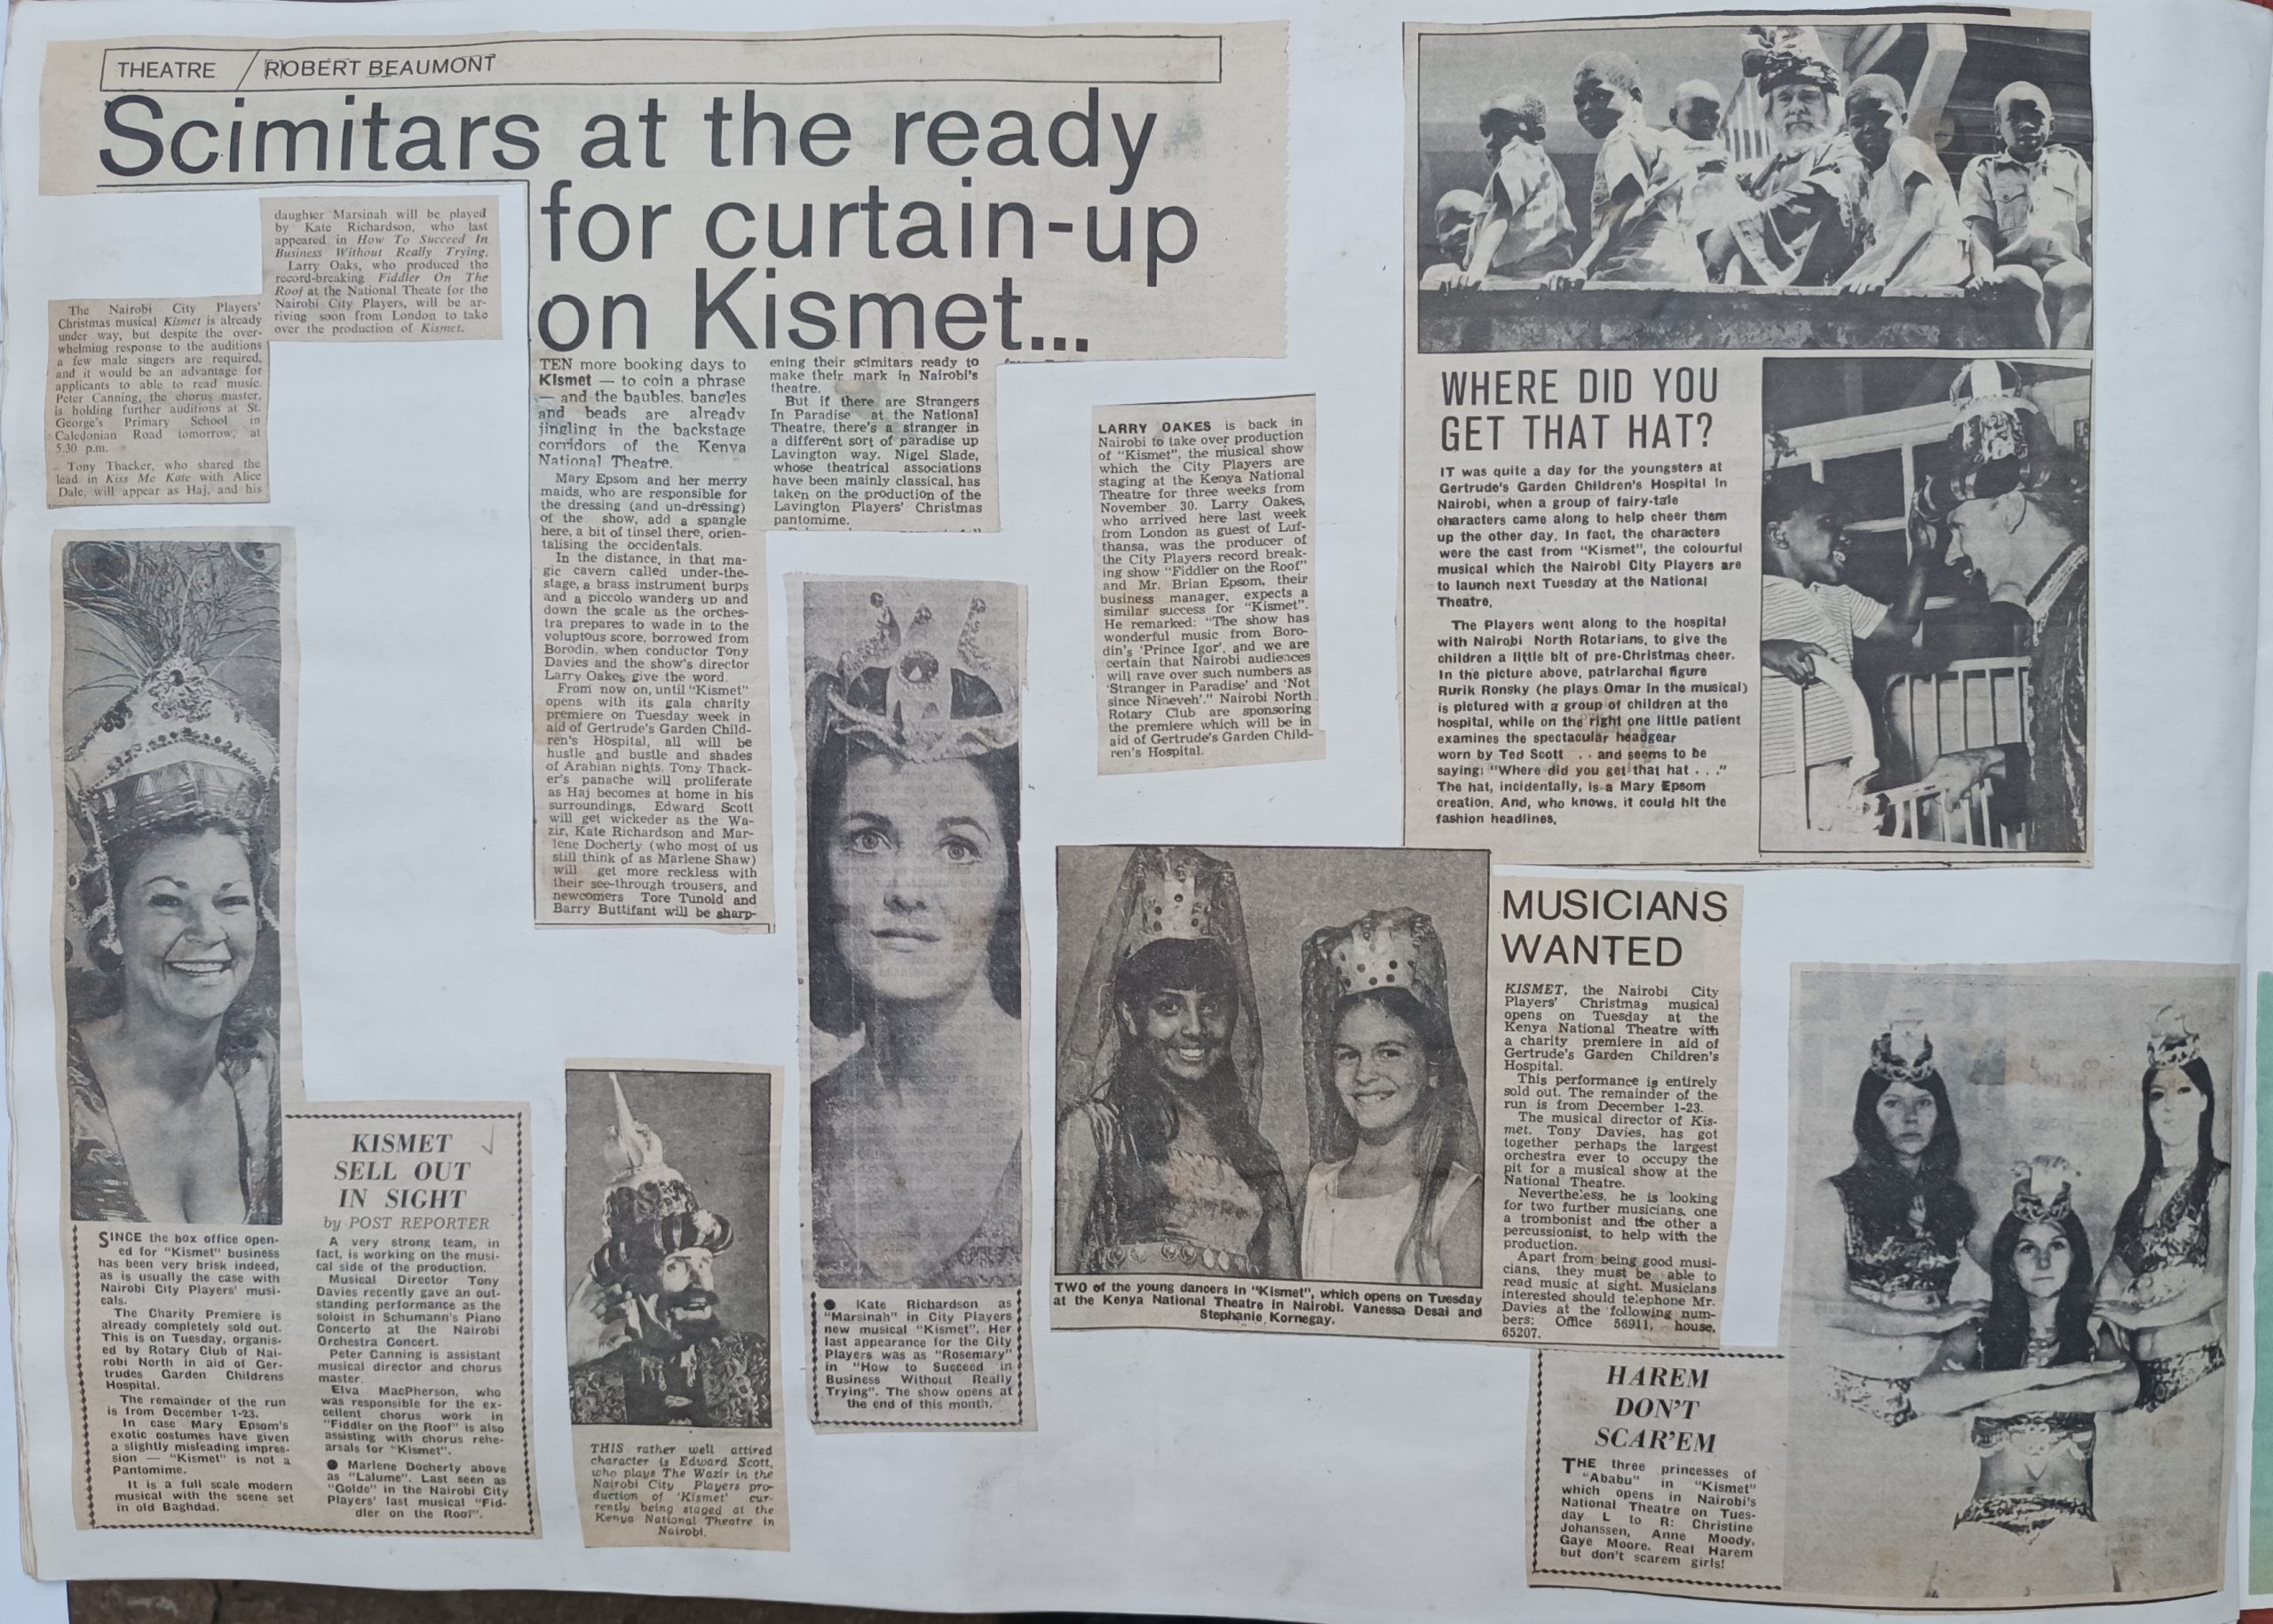 THEATRE / ROBERT BEAUMONT
Scimitars at the ready
for curtain-up
on Kismet...
The Nairobi City Players'
Christmas musical Kismet is already
under way, but despite the over-
whelming response to the auditions
a few male singers are required,
and it would be an advantage for
applicants to able to read music.
Peter Canning, the chorus master,
is holding further auditions at St.
George's Primary School in
Caledonian Road tomorrow, at
5.30 p.m.
Tony Thacker, who shared the
lead in Kiss Me Kate with Alice
Dale, will appear as Haj, and his
daughter Marsinah will be played
by Kate Richardson, who last
appeared in How To Succeed In
Business Without Really Trying.
Larry Oaks, who produced the
record-breaking Fiddler On The
Roof at the National Theate for the
Nairobi City Players, will be ar-
riving soon from London to take
over the production of Kismet.
TEN more booking days to
Kismet — to coin a phrase
— and the baubles, bangles
and beads are already
jingling in the backstage
corridors of the Kenya
National Theatre.
Mary Epsom and her merry
maids, who are responsible for
the dressing (and un-dressing)
of the show, add a spangle
here, a bit of tinsel there, orien-
talising the occidentals.
In the distance, in that ma-
gic cavern called under-the-
stage, a brass instrument burps
and a piccolo wanders up and
down the scale as the orches-
tra prepares to wade in to the
voluptous score, borrowed from
Borodin, when conductor Tony
Davies and the show's director
Larry Oakes give the word.
From now on, until "Kismet"
opens with its gala charity
premiere on Tuesday week in
aid of Gertrude's Garden Child-
ren's Hospital, all will be
hustle and bustle and shades
of Arabian nights. Tony Thack-
er's panache will proliferate
as Haj becomes at home in his
surroundings, Edward Scott
will get wickeder as the Wa-
zir, Kate Richardson and Mar-
lene Docherty (who most of us
still think of as Marlene Shaw)
will get more reckless with
their see-through trousers, and
newcomers Tore Tunold and
Barry Buttifant will be sharp-
ening their scimitars ready to
make their mark in Nairobi's
theatre.
But if there are Strangers
In Paradise at the National
Theatre, there's a stranger in
a different sort of paradise up
Lavington way. Nigel Slade,
whose theatrical associations
have been mainly classical, has
taken on the production of the
Lavington Players' Christmas
pantomime.
LARRY OAKES is back in
Nairobi to take over production
of "Kismet", the musical show
which the City Players are
staging at the Kenya National
Theatre for three weeks from
November 30. Larry Oakes,
who arrived here last week
from London as guest of Luf-
thansa, was the producer of
the City Players record break-
ing show "Fiddler on the Roof"
and Mr. Brian Epsom, their
business manager, expects a
similar success for "Kismet".
He remarked: "The show has
wonderful music from Boro-
din's 'Prince Igor', and we are
certain that Nairobi audiences
will rave over such numbers as
'Stranger in Paradise' and 'Not
since Nineveh'." Nairobi North
Rotary Club are sponsoring
the premiere which will be in
aid of Gertrude's Garden Child-
ren's Hospital.
WHERE DID YOU
GET THAT HAT?
IT was quite a day for the youngsters at
Gertrude's Garden Children's Hospital in
Nairobi, when a group of fairy-tale
characters came along to help cheer them
up the other day. In fact, the characters
were the cast from "Kismet", the colourful
musical which the Nairobi City Players are
to launch next Tuesday at the National
Theatre.
The Players went along to the hospital
with Nairobi North Rotarians, to give the
children a little bit of pre-Christmas cheer.
In the picture above, patriarchal figure
Rurik Ronsky (he plays Omar in the musical)
is pictured with a group of children at the
hospital, while on the right one little patient
examines the spectacular headgear
worn by Ted Scott . . and seems to be
saying: "Where did you get that hat . . ."
The hat, incidentally, is a Mary Epsom
creation. And, who knows, it could hit the
fashion headlines.
SINCE the box office open-
ed for "Kismet" business
has been very brisk indeed,
as is usually the case with
Nairobi City Players' musi-
cals.
The Charity Premiere is
already completely sold out.
This is on Tuesday, organis-
ed by Rotary Club of Nai-
robi North in aid of Ger-
trudes Garden Childrens
Hospital.
The remainder of the run
is from December 1-23.
In case Mary Epsom's
exotic costumes have given
a slightly misleading impres-
sion — "Kismet" is not a
Pantomime.
It is a full scale modern
musical with the scene set
in old Baghdad.
KISMET
SELL OUT
IN SIGHT
by POST REPORTER
A very strong team, in
fact, is working on the musi-
cal side of the production.
Musical Director Tony
Davies recently gave an out-
standing performance as the
soloist in Schumann's Piano
Concerto at the Nairobi
Orchestra Concert.
Peter Canning is assistant
musical director and chorus
master.
Elva MacPherson, who
was responsible for the ex-
cellent chorus work in
"Fiddler on the Roof" is also
assisting with chorus rehe-
arsals for "Kismet".
● Marlene Docherty above
as "Lalume". Last seen as
"Golde" in the Nairobi City
Players' last musical "Fid-
dler on the Roof".
THIS rather well attired
character is Edward Scott,
who plays The Wazir in the
Nairobi City Players pro-
duction of 'Kismet' cur-
rently being staged at the
Kenya National Theatre in
Nairobi.
● Kate Richardson as
"Marsinah" in City Players
new musical "Kismet". Her
last appearance for the City
Players was as "Rosemary"
in "How to Succeed in
Business Without Really
Trying". The show opens at
the end of this month.
TWO of the young dancers in "Kismet", which opens on Tuesday
at the Kenya National Theatre in Nairobi. Vanessa Desai and
Stephanie Kornegay.
MUSICIANS
WANTED
KISMET, the Nairobi City
Players' Christmas musical
opens on Tuesday at the
Kenya National Theatre with
a charity premiere in aid of
Gertrude's Garden Children's
Hospital.
This performance is entirely
sold out. The remainder of the
run is from December 1-23.
The musical director of Kis-
met, Tony Davies, has got
together perhaps the largest
orchestra ever to occupy the
pit for a musical show at the
National Theatre.
Nevertheless, he is looking
for two further musicians, one
a trombonist and the other a
percussionist, to help with the
production.
Apart from being good musi-
cians, they must be able to
read music at sight. Musicians
interested should telephone Mr.
Davies at the following num-
bers: Office 56911, house,
65207.
HAREM
DON'T
SCAR'EM
THE three princesses of
"Ababu" in "Kismet"
which opens in Nairobi's
National Theatre on Tues-
day L to R: Christine
Johanssen, Anne Moody,
Gaye Moore. Real Harem
but don't scarem girls!